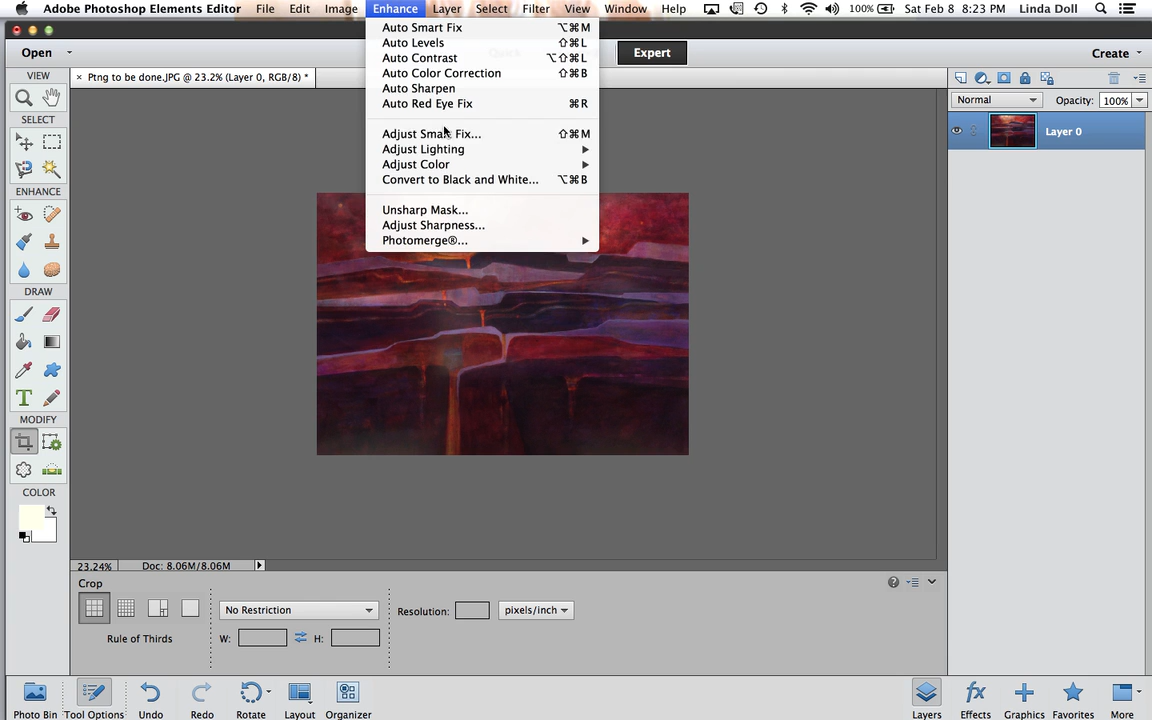 Adobe Photoshop Elements Editor File Edit Image Enhance Layer Select Filter View Window Help 100% Sat Feb 8 8:23 PM Linda Doll
Open Expert Create
× Ptng to be done.JPG @ 23.2% (Layer 0, RGB/8) *
Auto Smart Fix ⌥⌘M
Auto Levels ⇧⌘L
Auto Contrast ⌥⇧⌘L
Auto Color Correction ⇧⌘B
Auto Sharpen
Auto Red Eye Fix ⌘R
Adjust Smart Fix... ⇧⌘M
Adjust Lighting
Adjust Color
Convert to Black and White... ⌥⌘B
Unsharp Mask...
Adjust Sharpness...
Photomerge®...
VIEW
SELECT
ENHANCE
DRAW
T
MODIFY
COLOR
Normal Opacity: 100%
Layer 0
23.24% Doc: 8.06M/8.06M
Crop
No Restriction Resolution: pixels/inch
Rule of Thirds W: H:
Photo Bin Tool Options Undo Redo Rotate Layout Organizer Layers fx Effects Graphics Favorites More